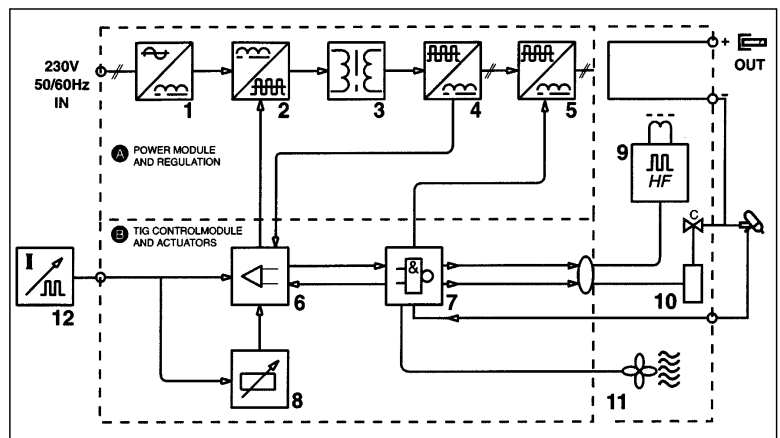 230V
50/60Hz
IN
+
OUT
-
1
2
3
4
5
A POWER MODULE
AND REGULATION
9
HF
B TIG CONTROLMODULE
AND ACTUATORS
C
I
&
12
6
7
10
8
11